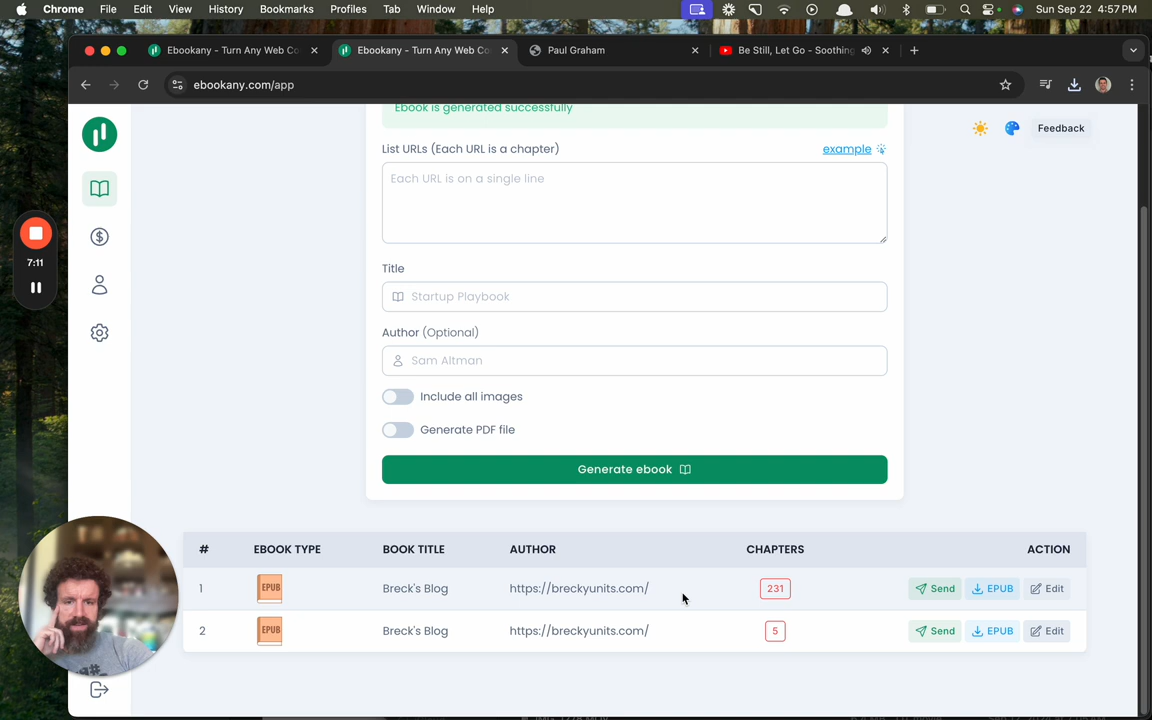 Chrome File Edit View History Bookmarks Profiles Tab Window Help Sun Sep 22 4:57 PM
Ebookany - Turn Any Web Co Ebookany - Turn Any Web Co Paul Graham Be Still, Let Go - Soothing
ebookany.com/app
Ebook is generated successfully
Feedback
List URLs (Each URL is a chapter) example
Each URL is on a single line
7:11
Title
Startup Playbook
Author (Optional)
Sam Altman
Include all images
Generate PDF file
Generate ebook
# EBOOK TYPE BOOK TITLE AUTHOR CHAPTERS ACTION
1 EPUB Breck's Blog https://breckyunits.com/ 231 Send EPUB Edit
2 EPUB Breck's Blog https://breckyunits.com/ 5 Send EPUB Edit